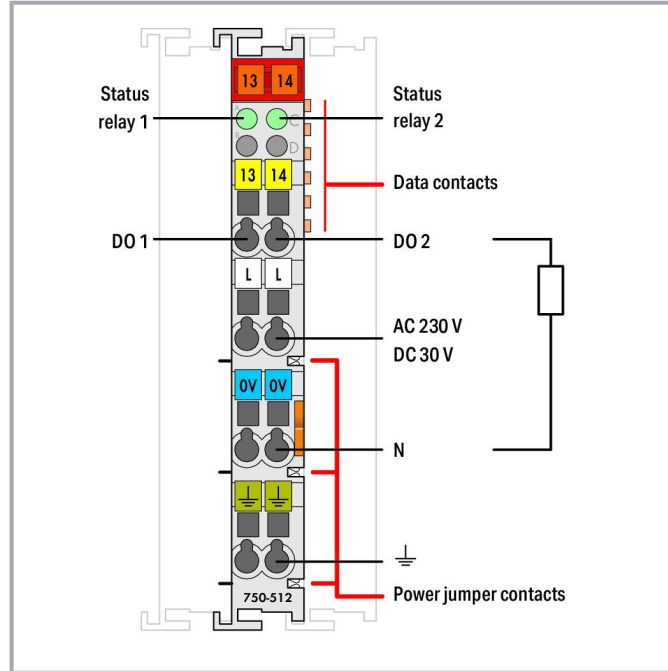 13 14
Status
relay 1
Status
relay 2
A C
B D
13 14
Data contacts
DO 1
DO 2
L L
AC 230 V
DC 30 V
0V 0V
N
750-512
Power jumper contacts